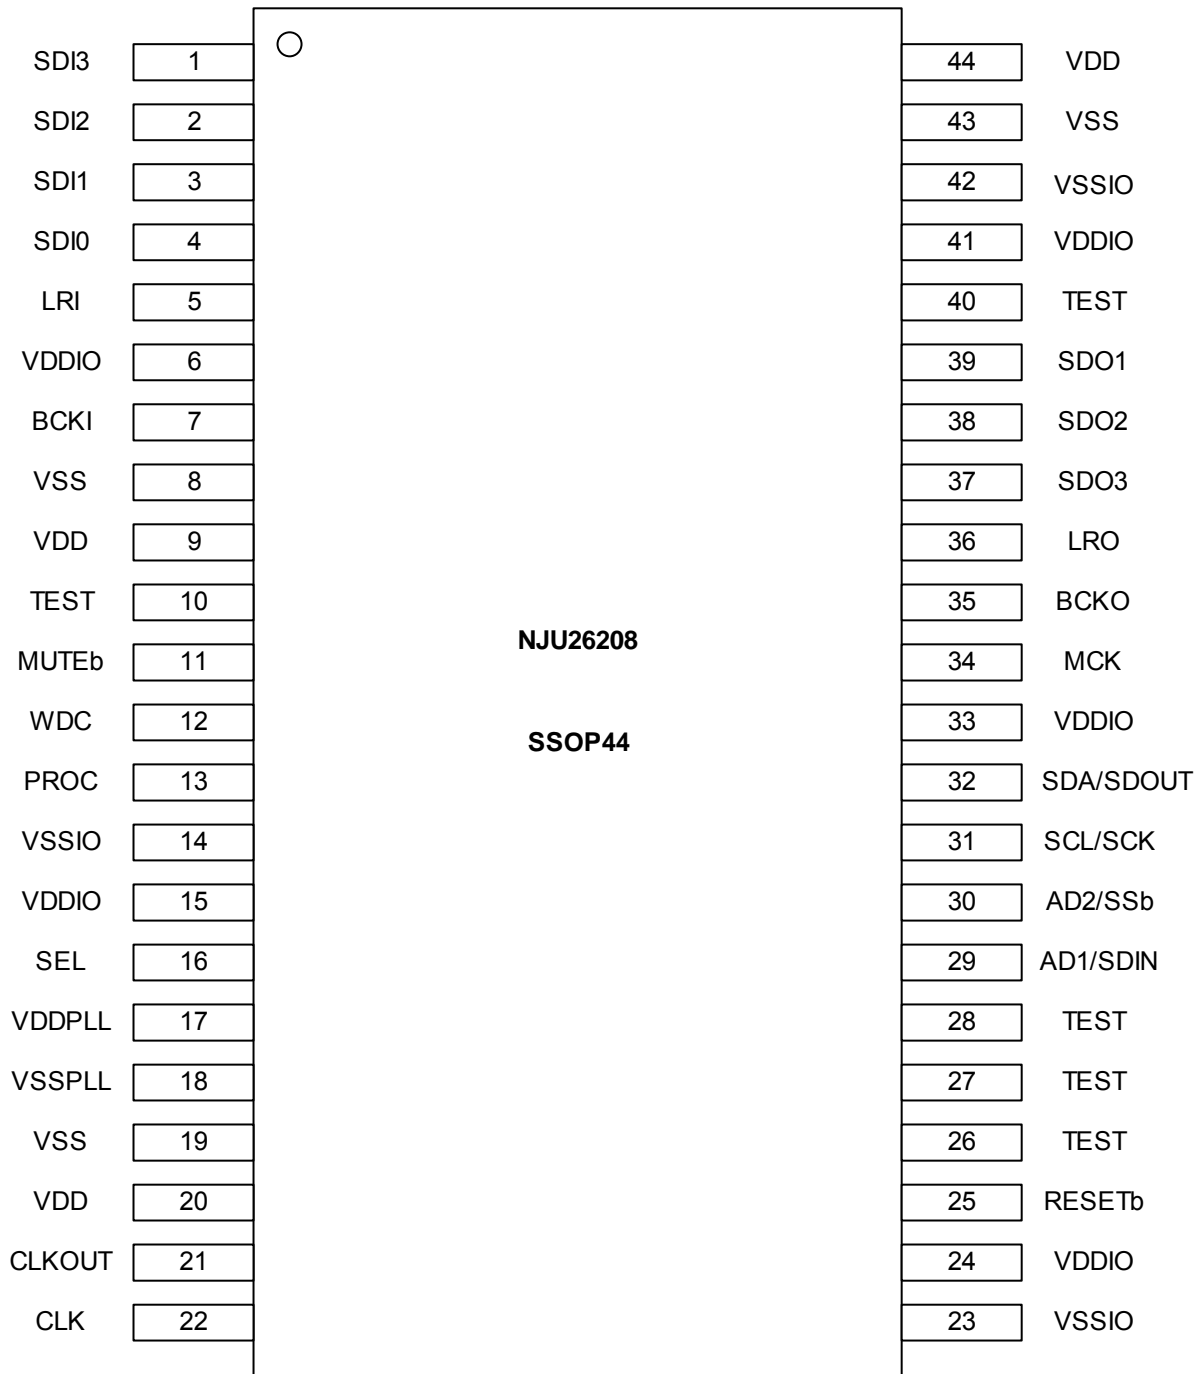 SDI3 1 44 VDD
SDI2 2 43 VSS
SDI1 3 42 VSSIO
SDI0 4 41 VDDIO
LRI 5 40 TEST
VDDIO 6 39 SDO1
BCKI 7 38 SDO2
VSS 8 37 SDO3
VDD 9 36 LRO
TEST 10 35 BCKO
NJU26208
MUTEb 11 34 MCK
WDC 12 33 VDDIO
SSOP44
PROC 13 32 SDA/SDOUT
VSSIO 14 31 SCL/SCK
VDDIO 15 30 AD2/SSb
SEL 16 29 AD1/SDIN
VDDPLL 17 28 TEST
VSSPLL 18 27 TEST
VSS 19 26 TEST
VDD 20 25 RESETb
CLKOUT 21 24 VDDIO
CLK 22 23 VSSIO